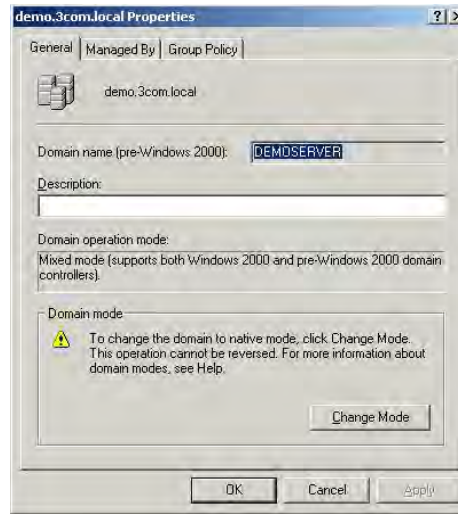 demo.3com.local Properties
General Managed By Group Policy
demo.3com.local
Domain name (pre-Windows 2000): DEMOSERVER
Description:
Domain operation mode:
Mixed mode (supports both Windows 2000 and pre-Windows 2000 domain
controllers).
Domain mode
To change the domain to native mode, click Change Mode.
This operation cannot be reversed. For more information about
domain modes, see Help.
Change Mode
OK Cancel Apply